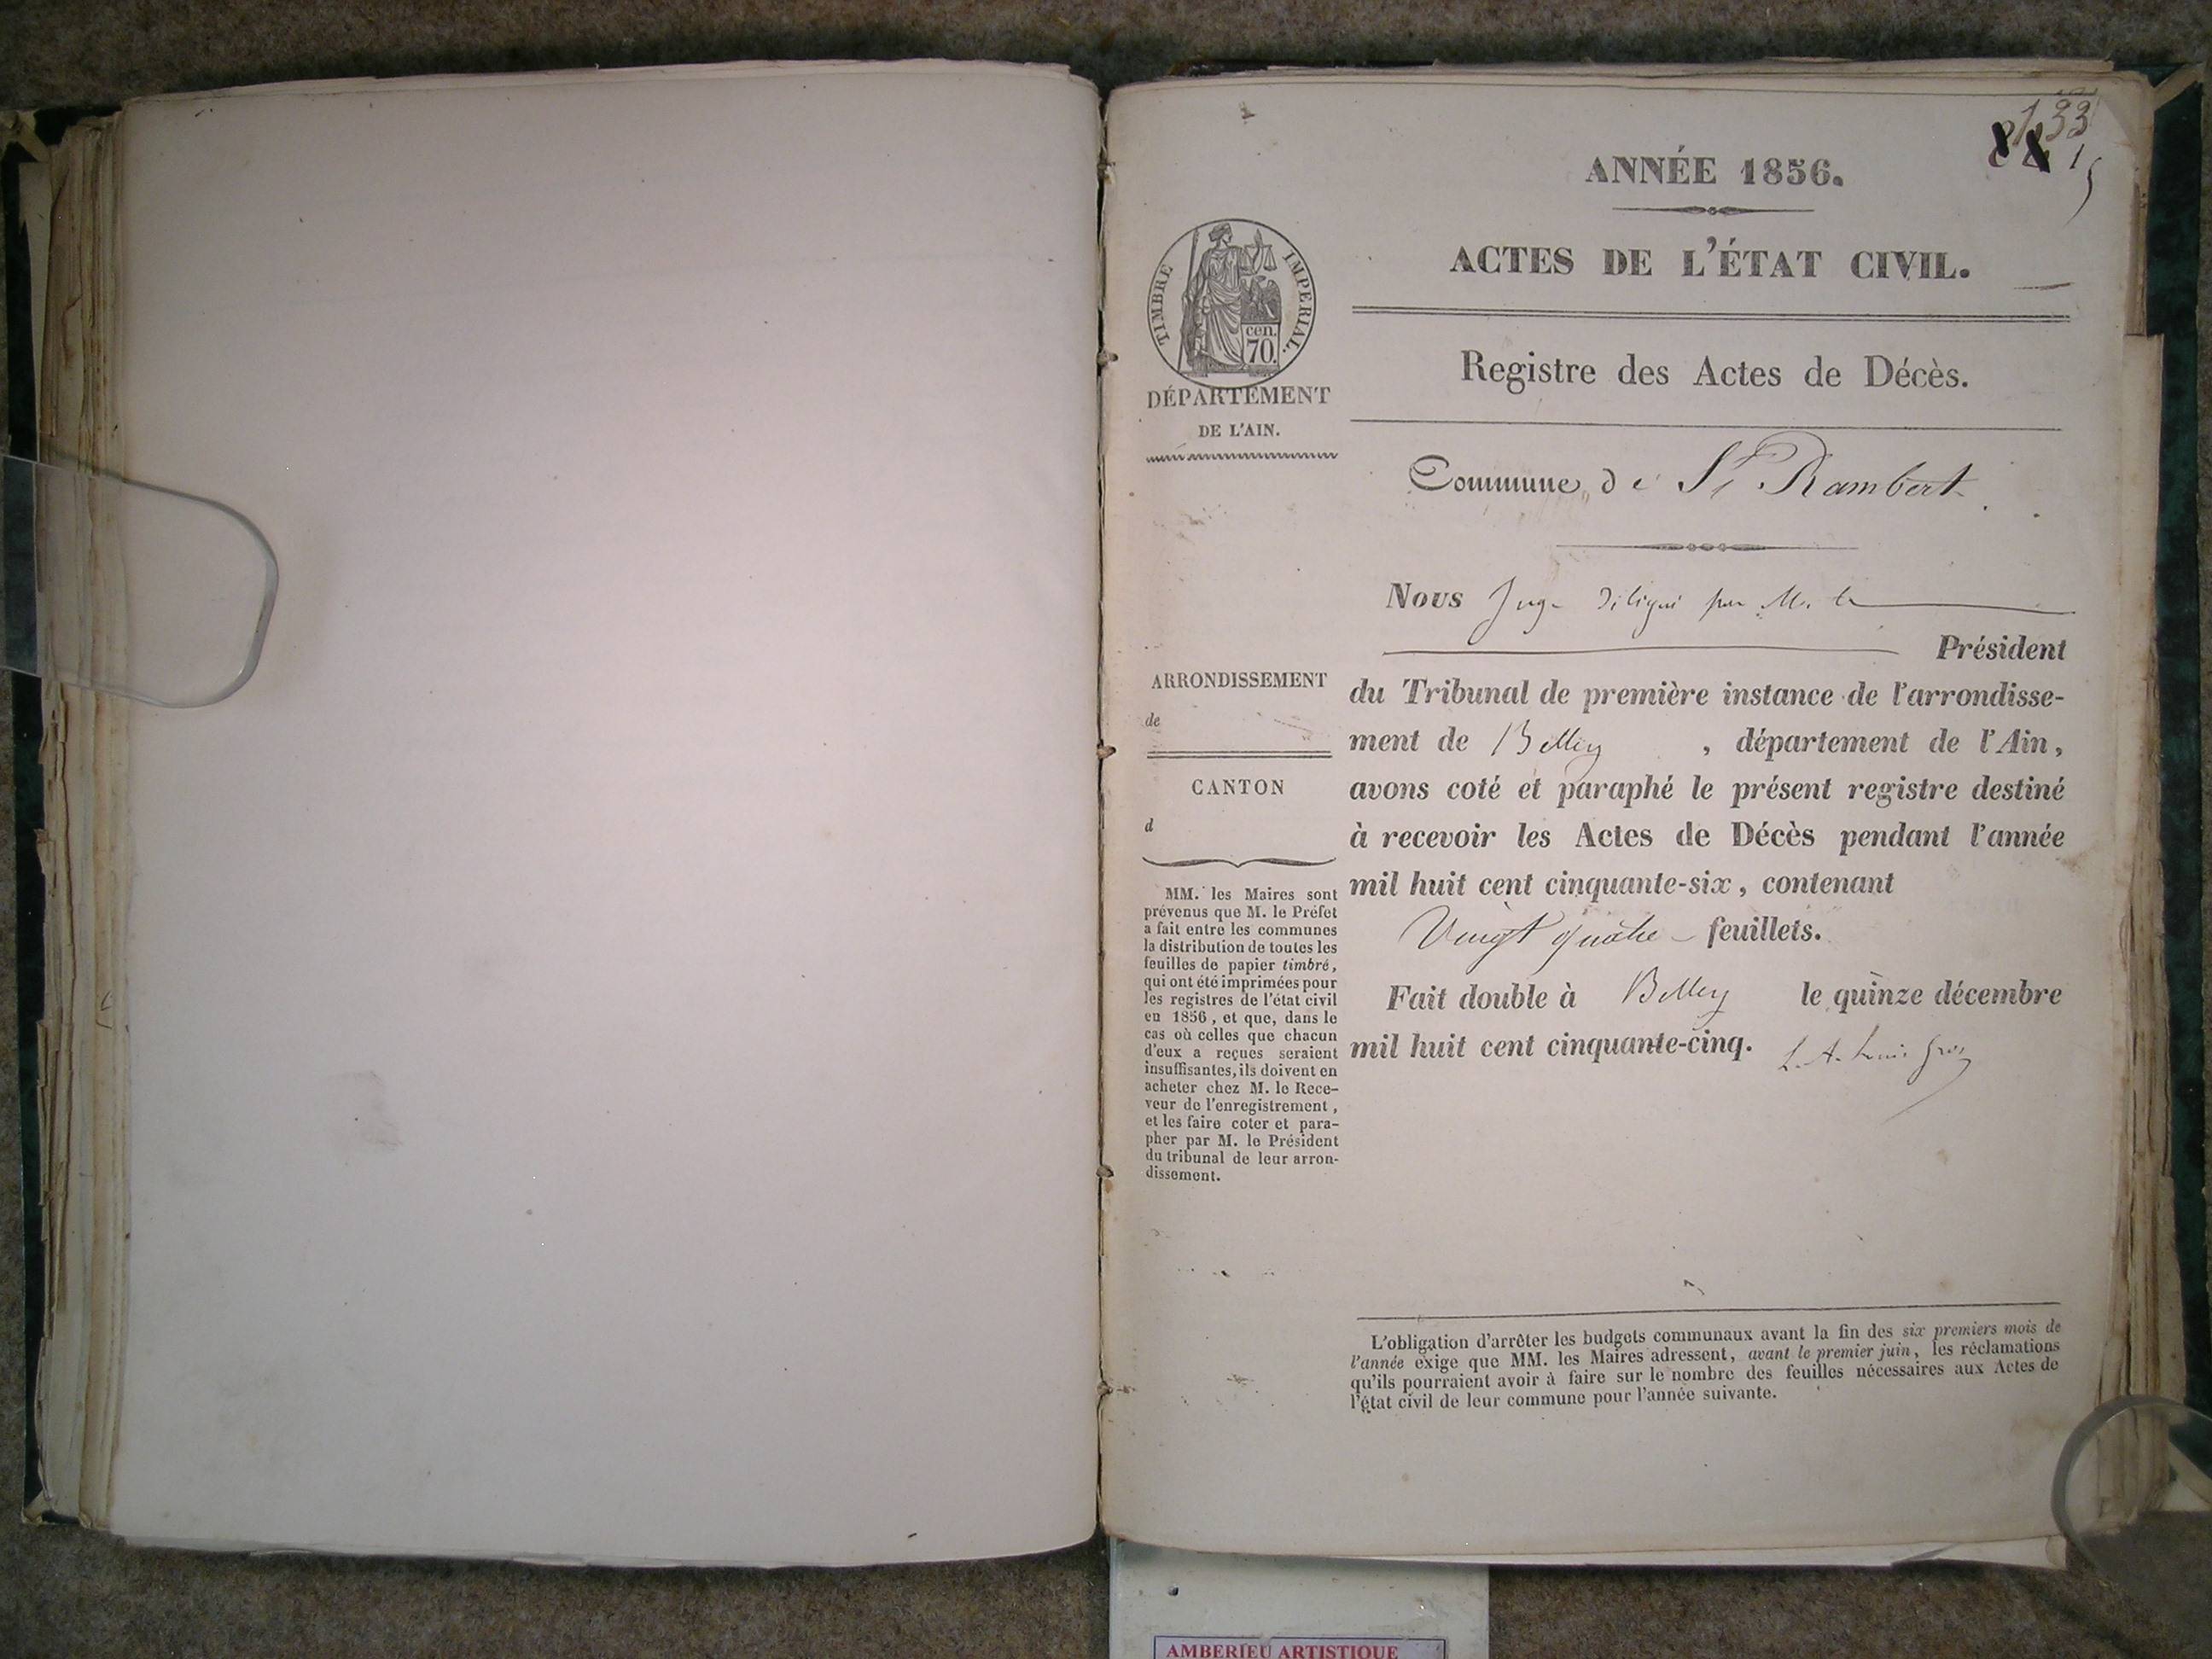 133
ANNÉE 1856.
ACTES DE L'ÉTAT CIVIL.
TIMBRE IMPERIAL.
cen.
70.
DÉPARTEMENT
DE L'AIN.
Registre des Actes de Décès.
Commune de St Rambert
Nous Juge délégué par Mr le
Président
du Tribunal de première instance de l'arrondisse-
ment de Belley , département de l'Ain,
avons coté et paraphé le présent registre destiné
à recevoir les Actes de Décès pendant l'année
mil huit cent cinquante-six, contenant
Vingt quatre feuillets.
Fait double à Belley le quinze décembre
mil huit cent cinquante-cinq.
ARRONDISSEMENT
de
CANTON
d
MM. les Maires sont
prévenus que M. le Préfet
a fait entre les communes
la distribution de toutes les
feuilles de papier timbré,
qui ont été imprimées pour
les registres de l'état civil
en 1856, et que, dans le
cas où celles que chacun
d'eux a reçues seraient
insuffisantes, ils doivent en
acheter chez M. le Rece-
veur de l'enregistrement,
et les faire coter et para-
pher par M. le Président
du tribunal de leur arron-
dissement.
L'obligation d'arrêter les budgets communaux avant la fin des six premiers mois de
l'année exige que MM. les Maires adressent, avant le premier juin, les réclamations
qu'ils pourraient avoir à faire sur le nombre des feuilles nécessaires aux Actes de
l'état civil de leur commune pour l'année suivante.
AMBERIEU ARTISTIQUE